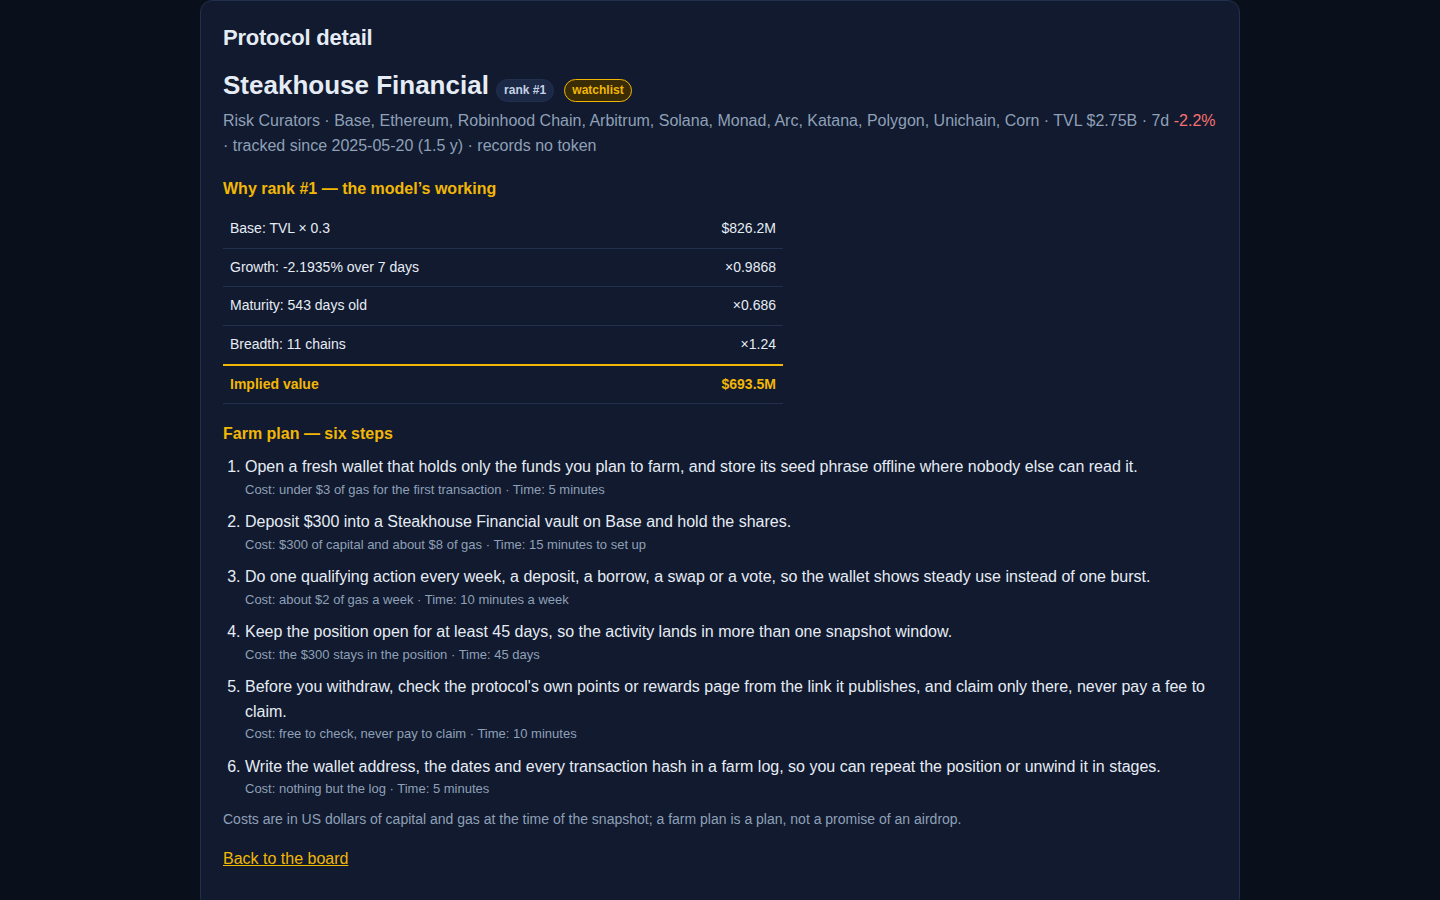 Protocol detail
Steakhouse Financial rank #1 watchlist
Risk Curators · Base, Ethereum, Robinhood Chain, Arbitrum, Solana, Monad, Arc, Katana, Polygon, Unichain, Corn · TVL $2.75B · 7d -2.2%
· tracked since 2025-05-20 (1.5 y) · records no token
Why rank #1 — the model’s working
Base: TVL × 0.3 $826.2M
Growth: -2.1935% over 7 days ×0.9868
Maturity: 543 days old ×0.686
Breadth: 11 chains ×1.24
Implied value $693.5M
Farm plan — six steps
1. Open a fresh wallet that holds only the funds you plan to farm, and store its seed phrase offline where nobody else can read it.
Cost: under $3 of gas for the first transaction · Time: 5 minutes
2. Deposit $300 into a Steakhouse Financial vault on Base and hold the shares.
Cost: $300 of capital and about $8 of gas · Time: 15 minutes to set up
3. Do one qualifying action every week, a deposit, a borrow, a swap or a vote, so the wallet shows steady use instead of one burst.
Cost: about $2 of gas a week · Time: 10 minutes a week
4. Keep the position open for at least 45 days, so the activity lands in more than one snapshot window.
Cost: the $300 stays in the position · Time: 45 days
5. Before you withdraw, check the protocol's own points or rewards page from the link it publishes, and claim only there, never pay a fee to
claim.
Cost: free to check, never pay to claim · Time: 10 minutes
6. Write the wallet address, the dates and every transaction hash in a farm log, so you can repeat the position or unwind it in stages.
Cost: nothing but the log · Time: 5 minutes
Costs are in US dollars of capital and gas at the time of the snapshot; a farm plan is a plan, not a promise of an airdrop.
Back to the board